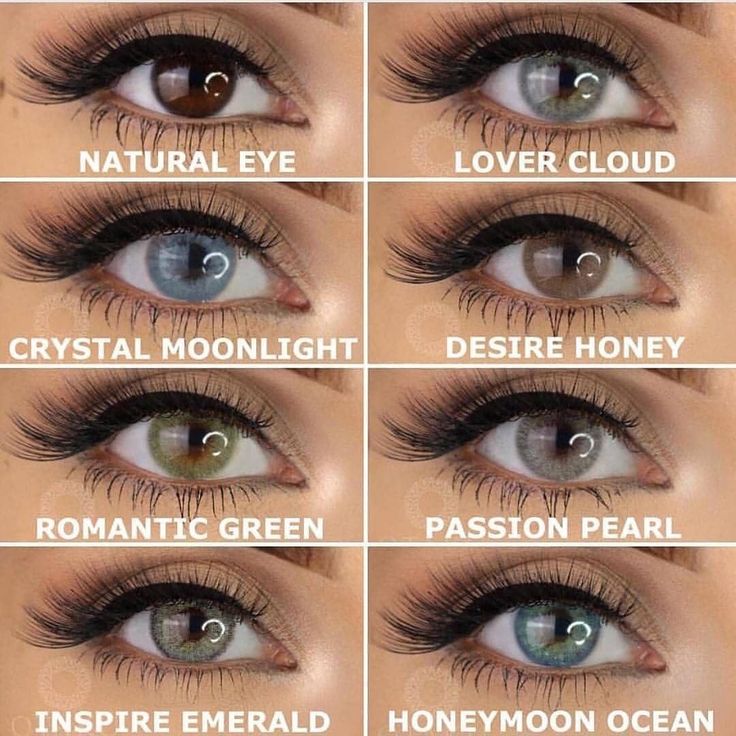 NATURAL EYE
LOVER CLOUD
CRYSTAL MOONLIGHT
DESIRE HONEY
ROMANTIC GREEN
PASSION PEARL
INSPIRE EMERALD
HONEYMOON OCEAN